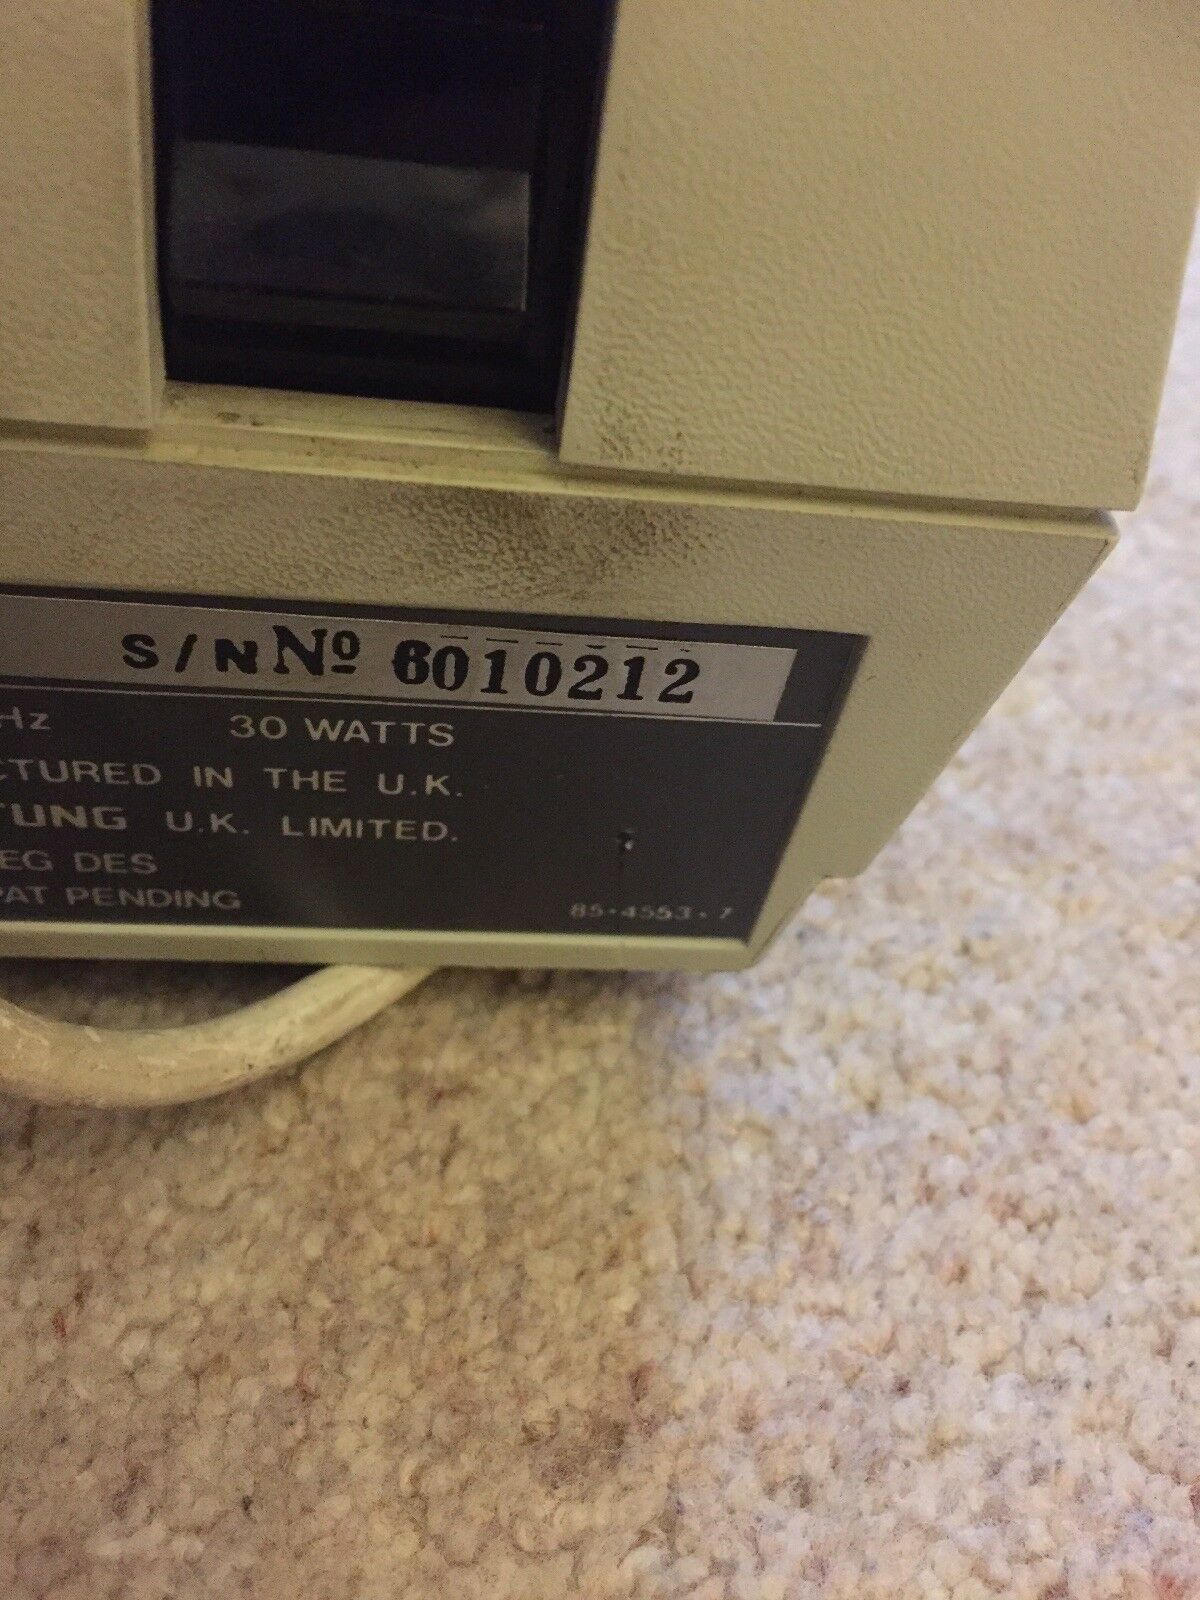 S/N Nº 6010212
Hz 30 WATTS
CTURED IN THE U.K.
TUNG U.K. LIMITED.
EG DES
PAT PENDING
85·4553·7